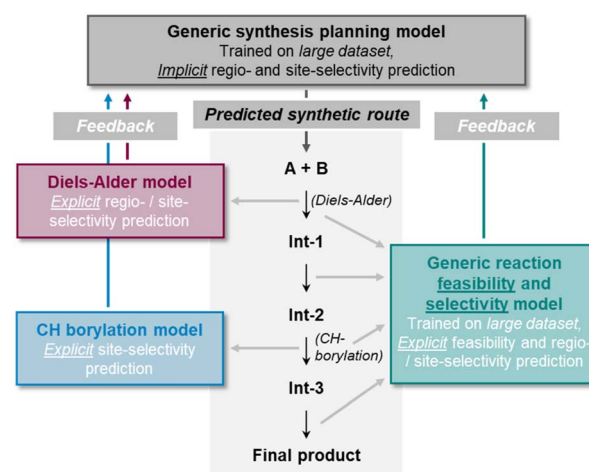 Generic synthesis planning model
Trained on large dataset,
Implicit regio- and site-selectivity prediction
Feedback
Predicted synthetic route
Feedback
A + B
Diels-Alder model
Explicit regio- / site-
selectivity prediction
(Diels-Alder)
Int-1
Generic reaction
feasibility and
selectivity model
Trained on large dataset,
Explicit feasibility and regio-
/ site-selectivity prediction
Int-2
CH borylation model
Explicit site-selectivity
prediction
(CH-
borylation)
Int-3
Final product